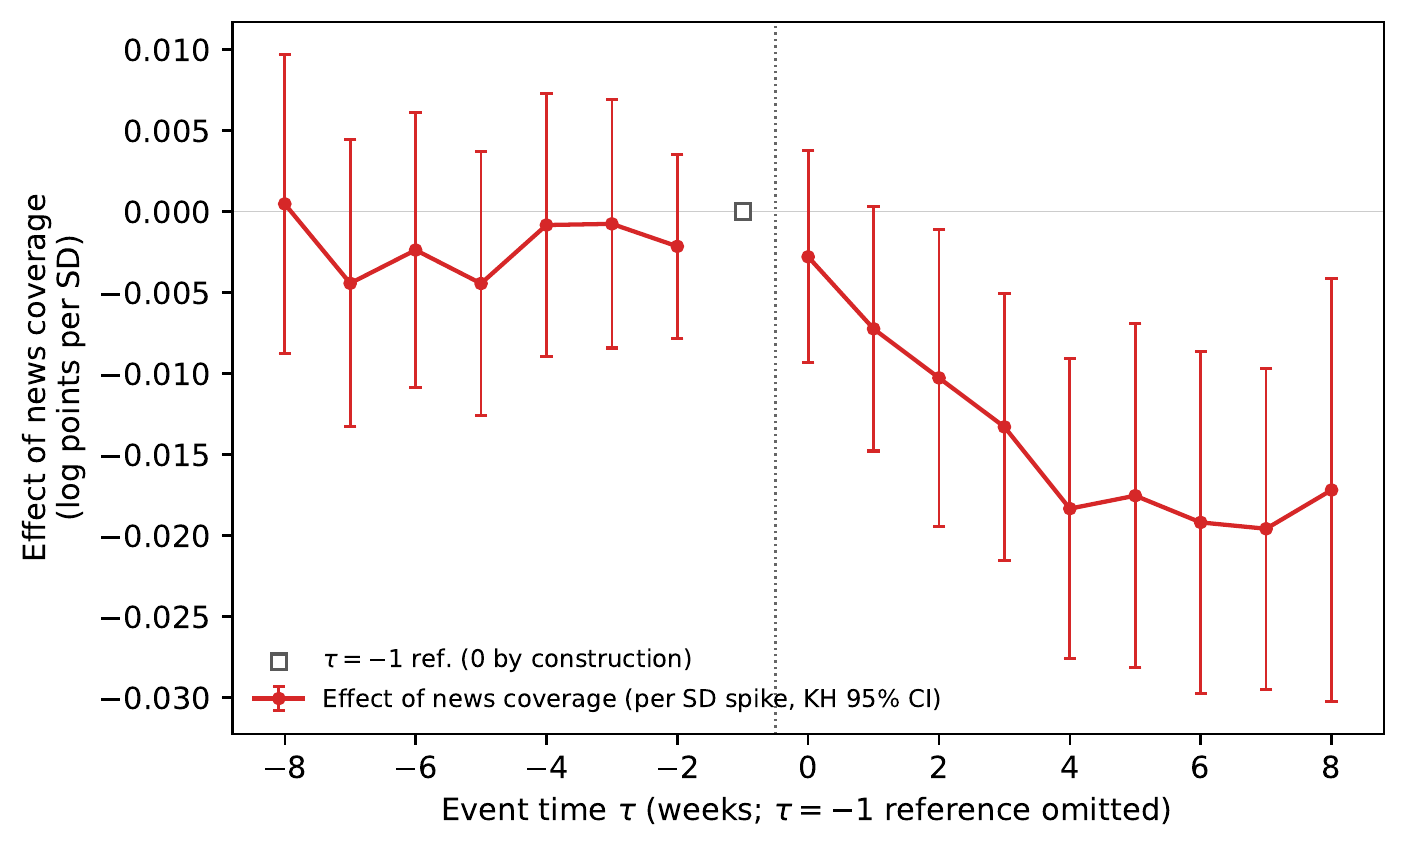 Effect of news coverage
(log points per SD)
0.010
0.005
0.000
−0.005
−0.010
−0.015
−0.020
−0.025
−0.030
τ = −1 ref. (0 by construction)
Effect of news coverage (per SD spike, KH 95% CI)
−8 −6 −4 −2 0 2 4 6 8
Event time τ (weeks; τ = −1 reference omitted)